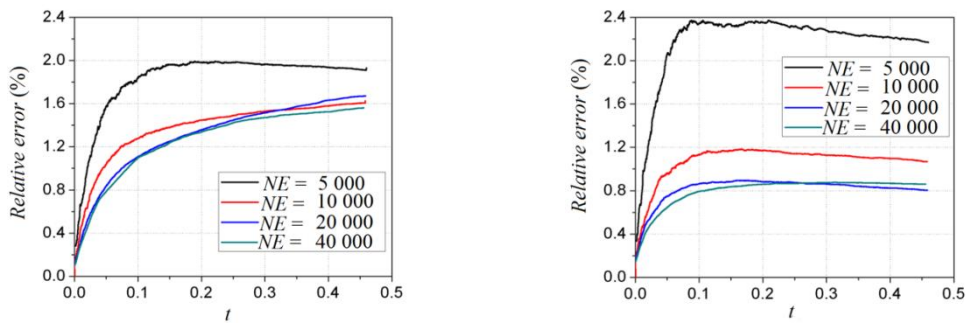 2.4
2.0
1.6
1.2
0.8
0.4
0.0
Relative error (%)
NE = 5 000
NE = 10 000
NE = 20 000
NE = 40 000
0.0 0.1 0.2 0.3 0.4 0.5
t
2.4
2.0
1.6
1.2
0.8
0.4
0.0
Relative error (%)
NE = 5 000
NE = 10 000
NE = 20 000
NE = 40 000
0.0 0.1 0.2 0.3 0.4 0.5
t